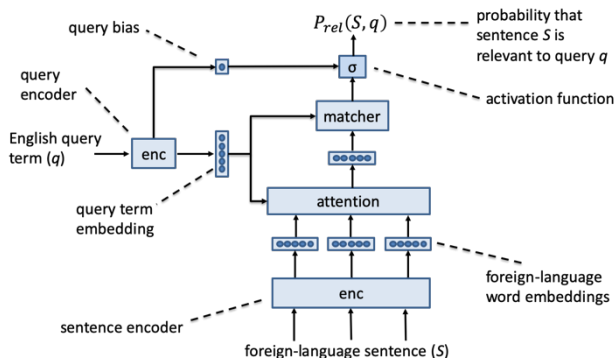 P_rel(S, q)
probability that
sentence S is
relevant to query q
query bias
σ
activation function
query
encoder
matcher
English query
term (q)
enc
attention
query term
embedding
foreign-language
word embeddings
enc
sentence encoder
foreign-language sentence (S)